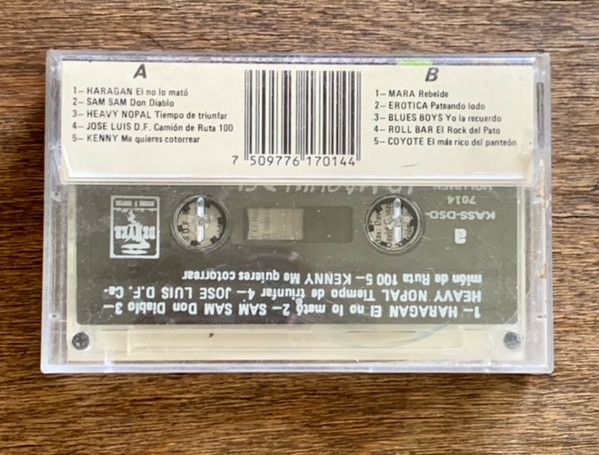 A
1— HARAGAN El no lo mató
2— SAM SAM Don Diablo
3— HEAVY NOPAL Tiempo de triunfar
4— JOSE LUIS D.F. Camión de Ruta 100
5— KENNY Me quieres cotorrear
7 509776 170144
B
1— MARA Rebelde
2— EROTICA Pateando lodo
3— BLUES BOYS Yo la recuerdo
4— ROLL BAR El Rock del Pato
5— COYOTE El más rico del panteón
1— HARAGAN El no lo mató 2— SAM SAM Don Diablo 3—
HEAVY NOPAL Tiempo de triunfar 4— JOSE LUIS D.F. Ca-
mión de Ruta 100 5— KENNY Me quieres cotorrear
a
DENVER
KASS-DSD-
7014
VOLUMEN